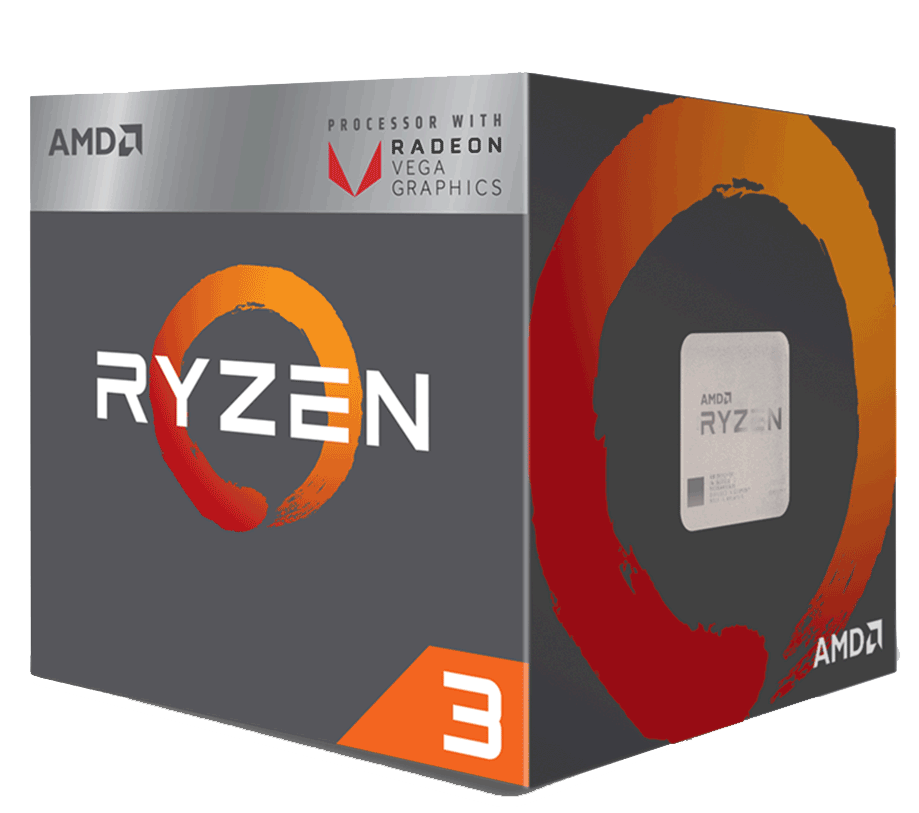 AMD
PROCESSOR WITH
RADEON
VEGA
GRAPHICS
RYZEN
3
AMD
RYZEN
AMD